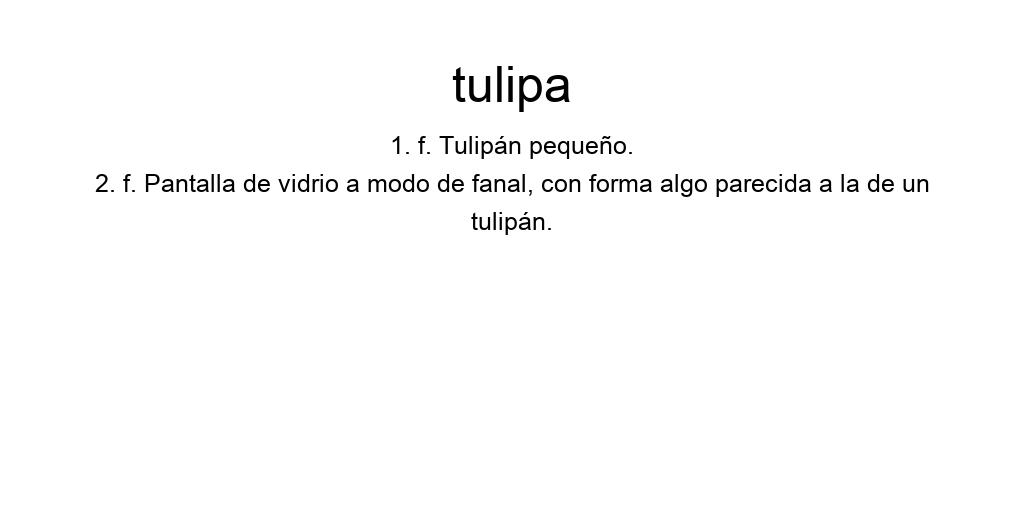 tulipa
1. f. Tulipán pequeño.
2. f. Pantalla de vidrio a modo de fanal, con forma algo parecida a la de un
tulipán.